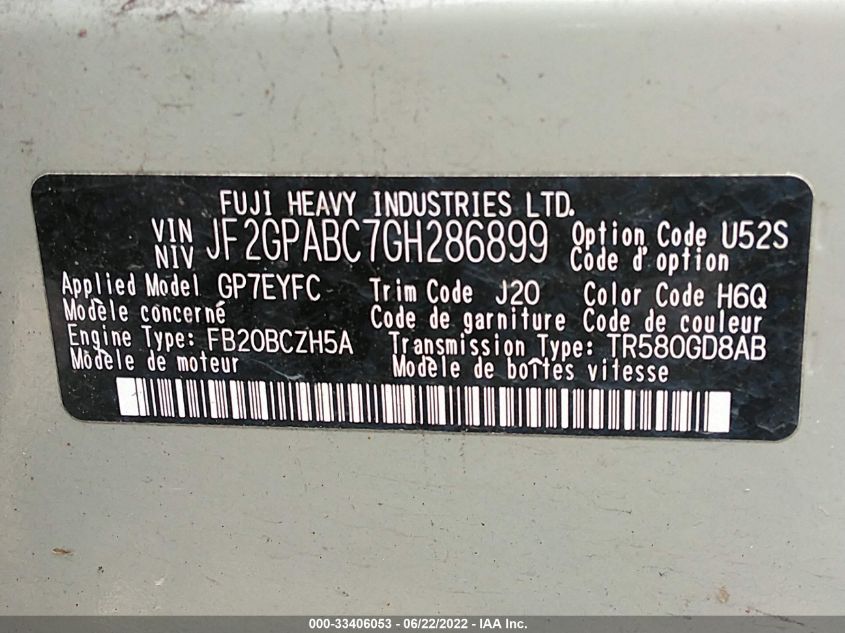 FUJI HEAVY INDUSTRIES LTD.
VIN NIV JF2GPABC7GH286899 Option Code U52S
Code d'option
Applied Model GP7EYFC Trim Code J20 Color Code H6Q
Modèle concerné Code de garniture Code de couleur
Engine Type: FB20BCZH5A Transmission Type: TR580GD8AB
Modèle de moteur Modèle de boîtes vitesse
000-33406053 - 06/22/2022 - IAA Inc.